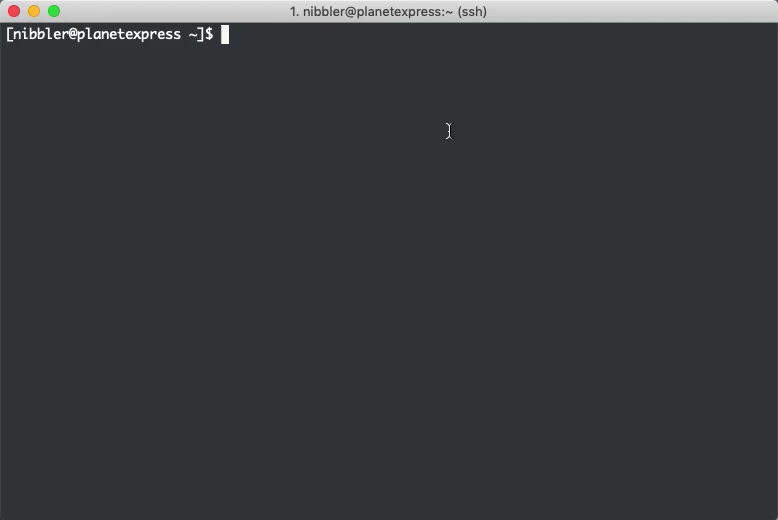 1. nibbler@planetexpress:~ (ssh)
[nibbler@planetexpress ~]$